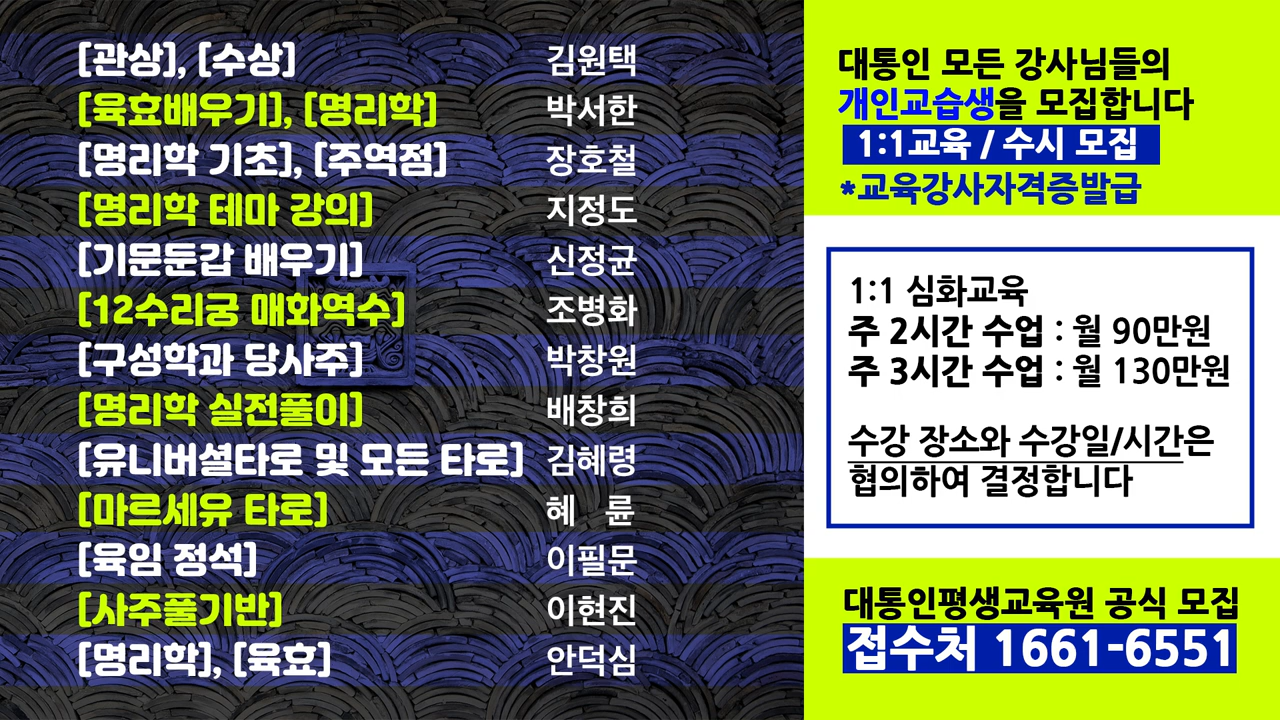 [관상], [수상] 김원택
[육효배우기], [명리학] 박서한
[명리학 기초], [주역점] 장호철
[명리학 테마 강의] 지정도
[기문둔갑 배우기] 신정균
[12수리궁 매화역수] 조병화
[구성학과 당사주] 박창원
[명리학 실전풀이] 배창희
[유니버셜타로 및 모든 타로] 김혜령
[마르세유 타로] 혜 륜
[육임 정석] 이필문
[사주풀기반] 이현진
[명리학], [육효] 안덕심
대통인 모든 강사님들의
개인교습생을 모집합니다
1:1교육 / 수시 모집
*교육강사자격증발급
1:1 심화교육
주 2시간 수업 : 월 90만원
주 3시간 수업 : 월 130만원
수강 장소와 수강일/시간은
협의하여 결정합니다
대통인평생교육원 공식 모집
접수처 1661-6551